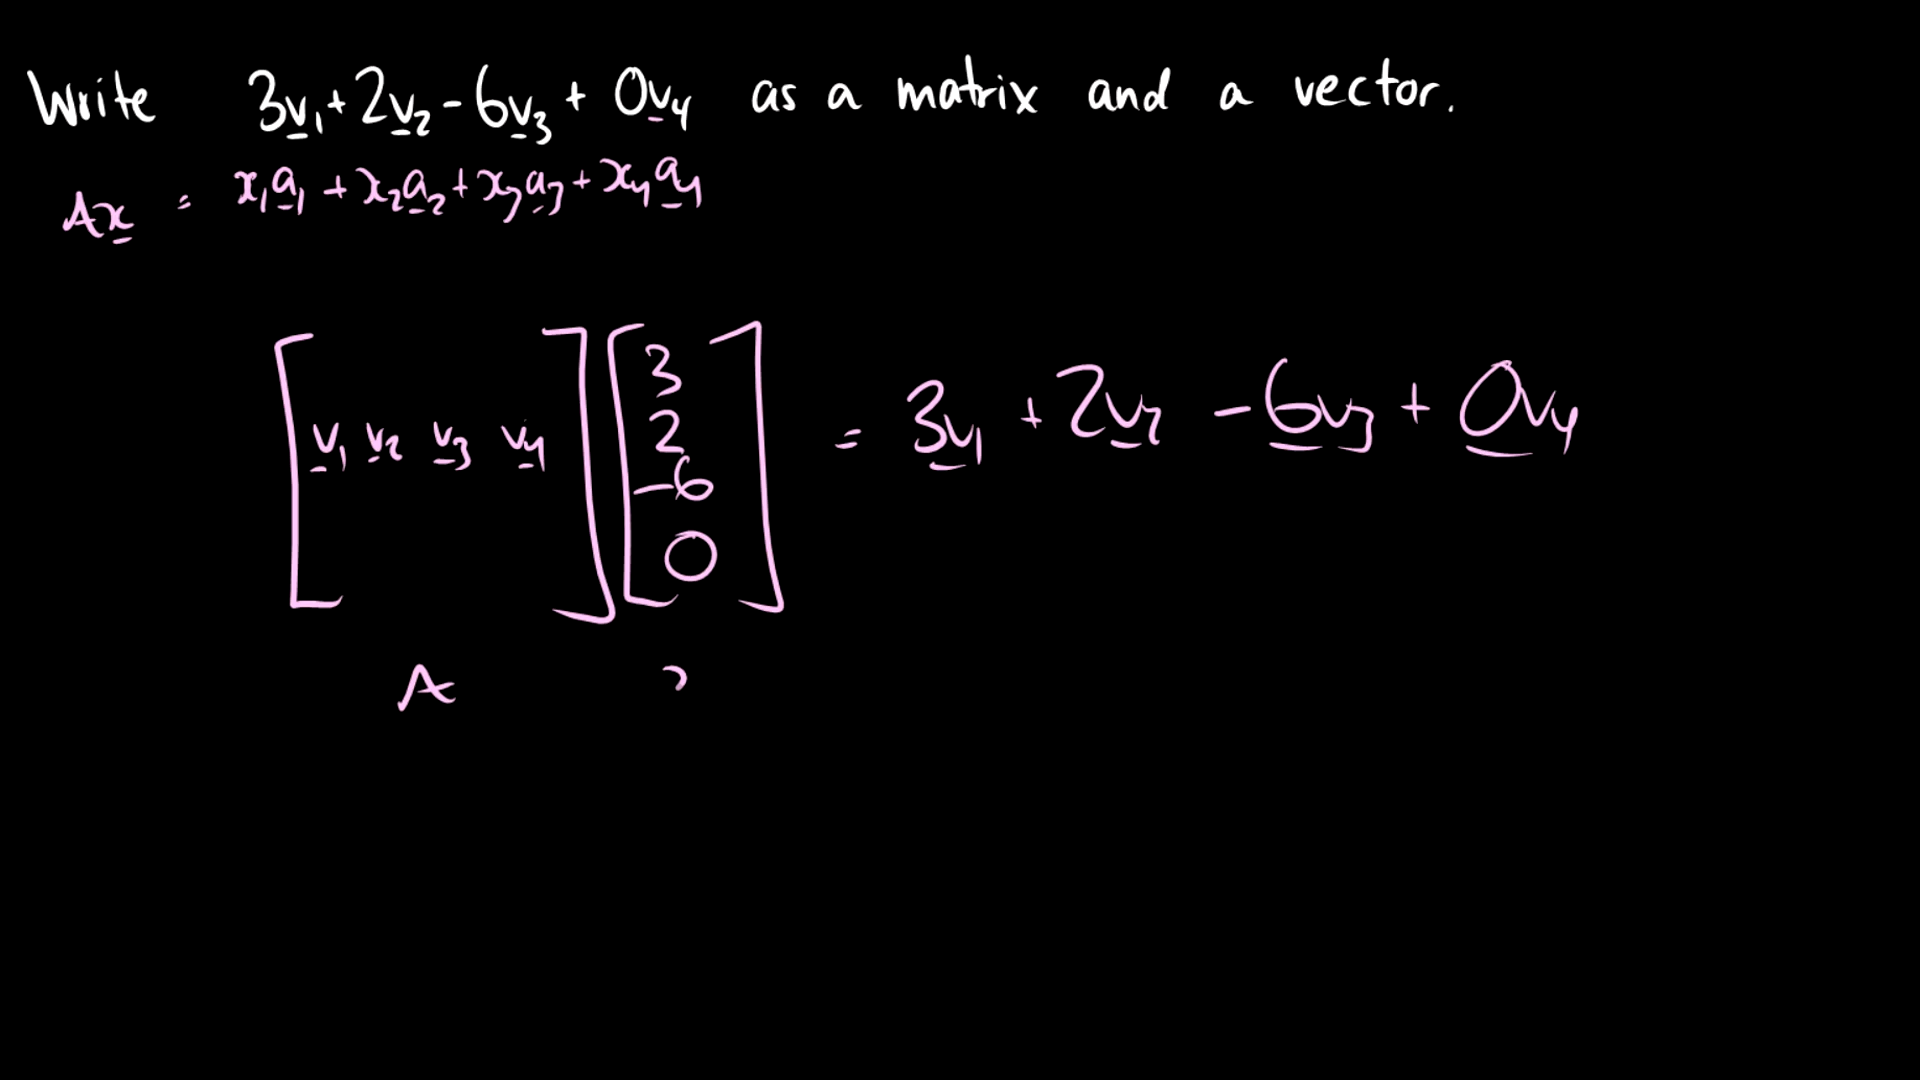 Write 3v₁+2v₂-6v₃+0v₄ as a matrix and a vector.
Ax = x₁a₁+x₂a₂+x₃a₃+x₄a₄
[v₁ v₂ v₃ v₄] [3 2 -6 0] = 3v₁+2v₂-6v₃+0v₄
A